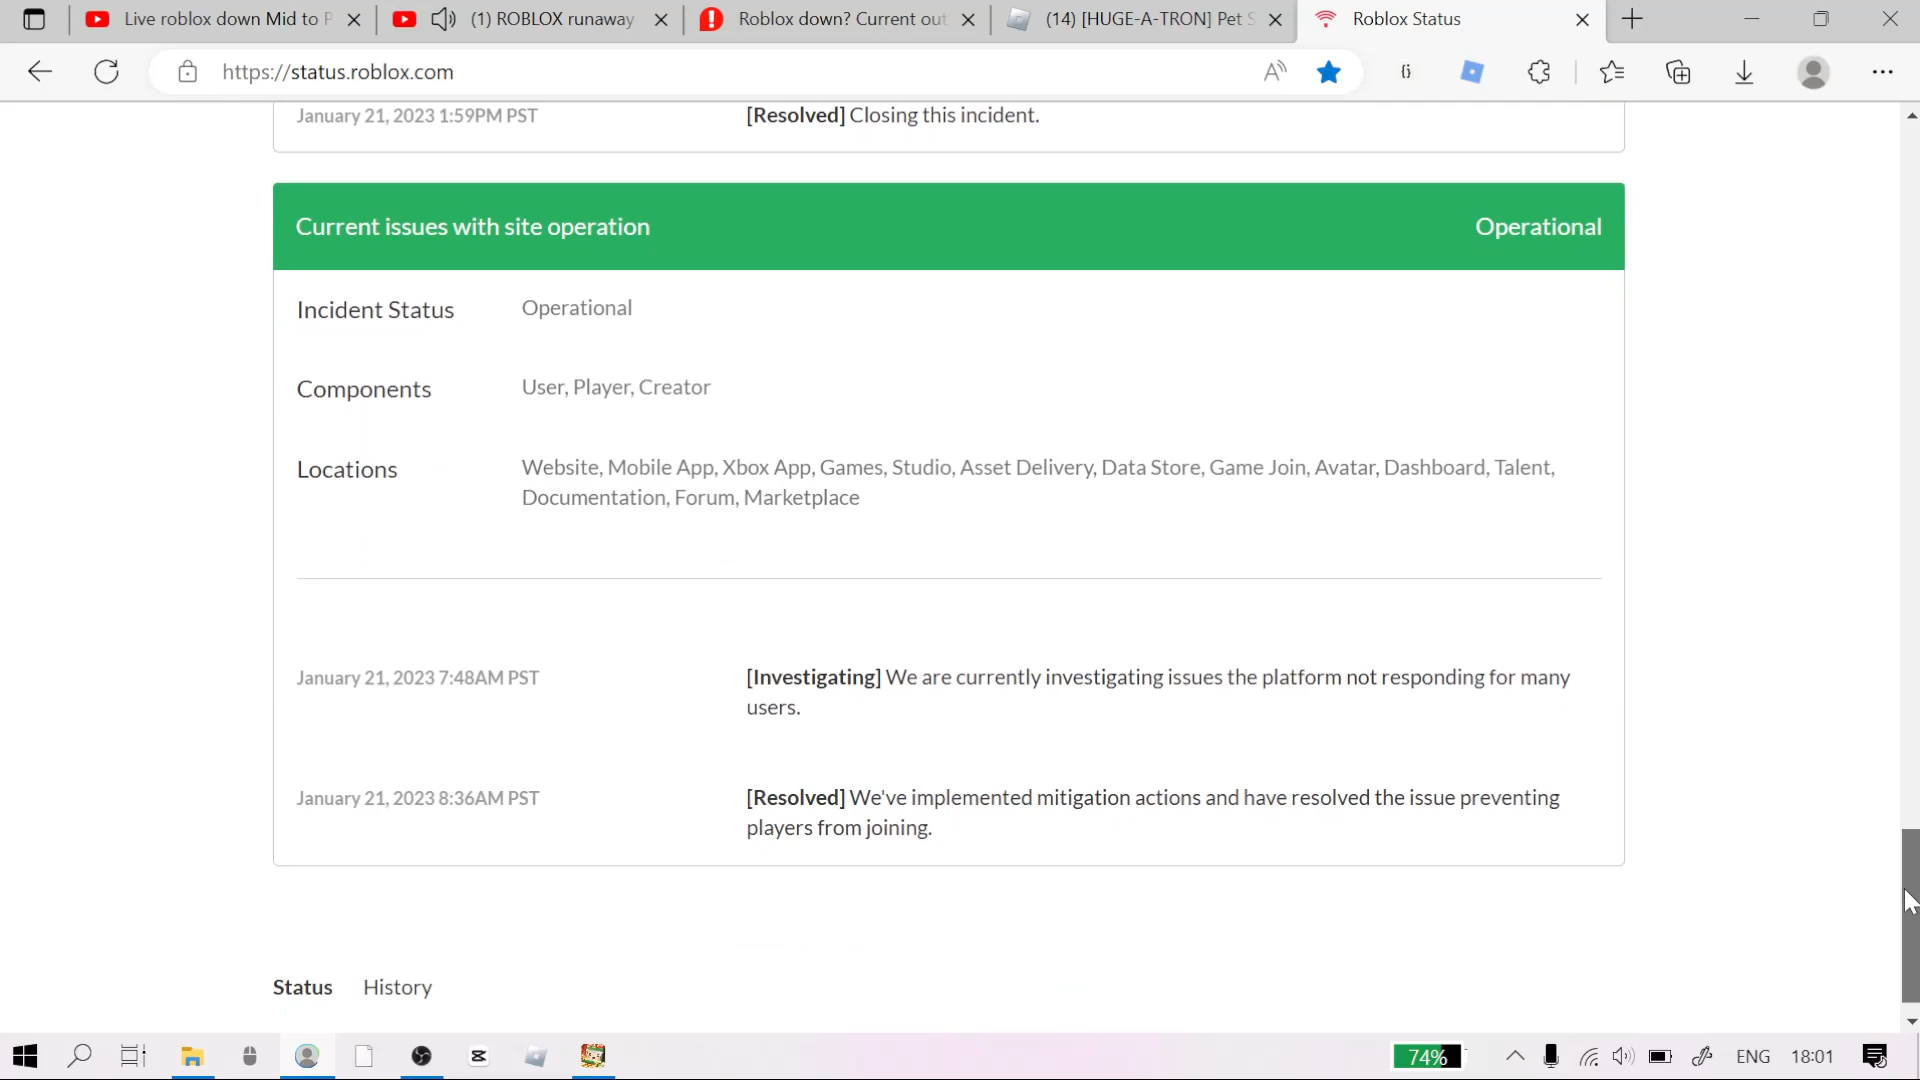 Live roblox down Mid to P
(1) ROBLOX runaway
Roblox down? Current out
(14) [HUGE-A-TRON] Pet S
Roblox Status
https://status.roblox.com
January 21, 2023 1:59PM PST
[Resolved] Closing this incident.
Current issues with site operation
Operational
Incident Status
Operational
Components
User, Player, Creator
Locations
Website, Mobile App, Xbox App, Games, Studio, Asset Delivery, Data Store, Game Join, Avatar, Dashboard, Talent,
Documentation, Forum, Marketplace
January 21, 2023 7:48AM PST
[Investigating] We are currently investigating issues the platform not responding for many
users.
January 21, 2023 8:36AM PST
[Resolved] We've implemented mitigation actions and have resolved the issue preventing
players from joining.
Status
History
74%
ENG
18:01